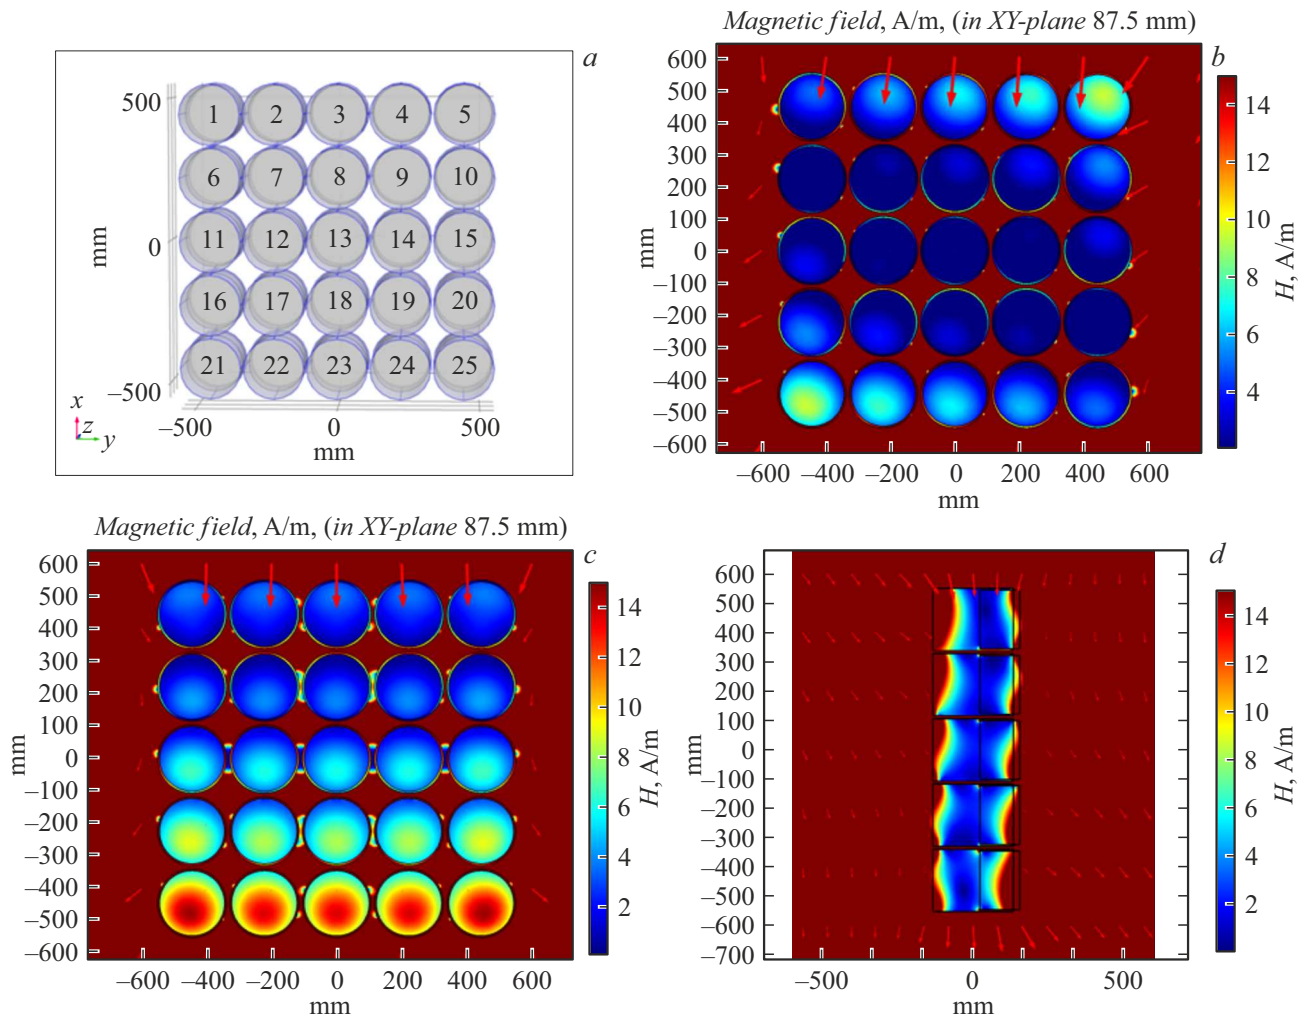 a
500
0
–500
mm
1 2 3 4 5
6 7 8 9 10
11 12 13 14 15
16 17 18 19 20
21 22 23 24 25
x
z
y
–500 0 500
mm
Magnetic field, A/m, (in XY-plane 87.5 mm)
b
600
500
400
300
200
100
0
–100
–200
–300
–400
–500
–600
mm
–600 –400 –200 0 200 400 600
mm
14
12
10
8
6
4
H, A/m
Magnetic field, A/m, (in XY-plane 87.5 mm)
c
600
500
400
300
200
100
0
–100
–200
–300
–400
–500
–600
mm
–600 –400 –200 0 200 400 600
mm
14
12
10
8
6
4
2
H, A/m
d
600
500
400
300
200
100
0
–100
–200
–300
–400
–500
–600
–700
mm
–500 0 500
mm
14
12
10
8
6
4
2
H, A/m